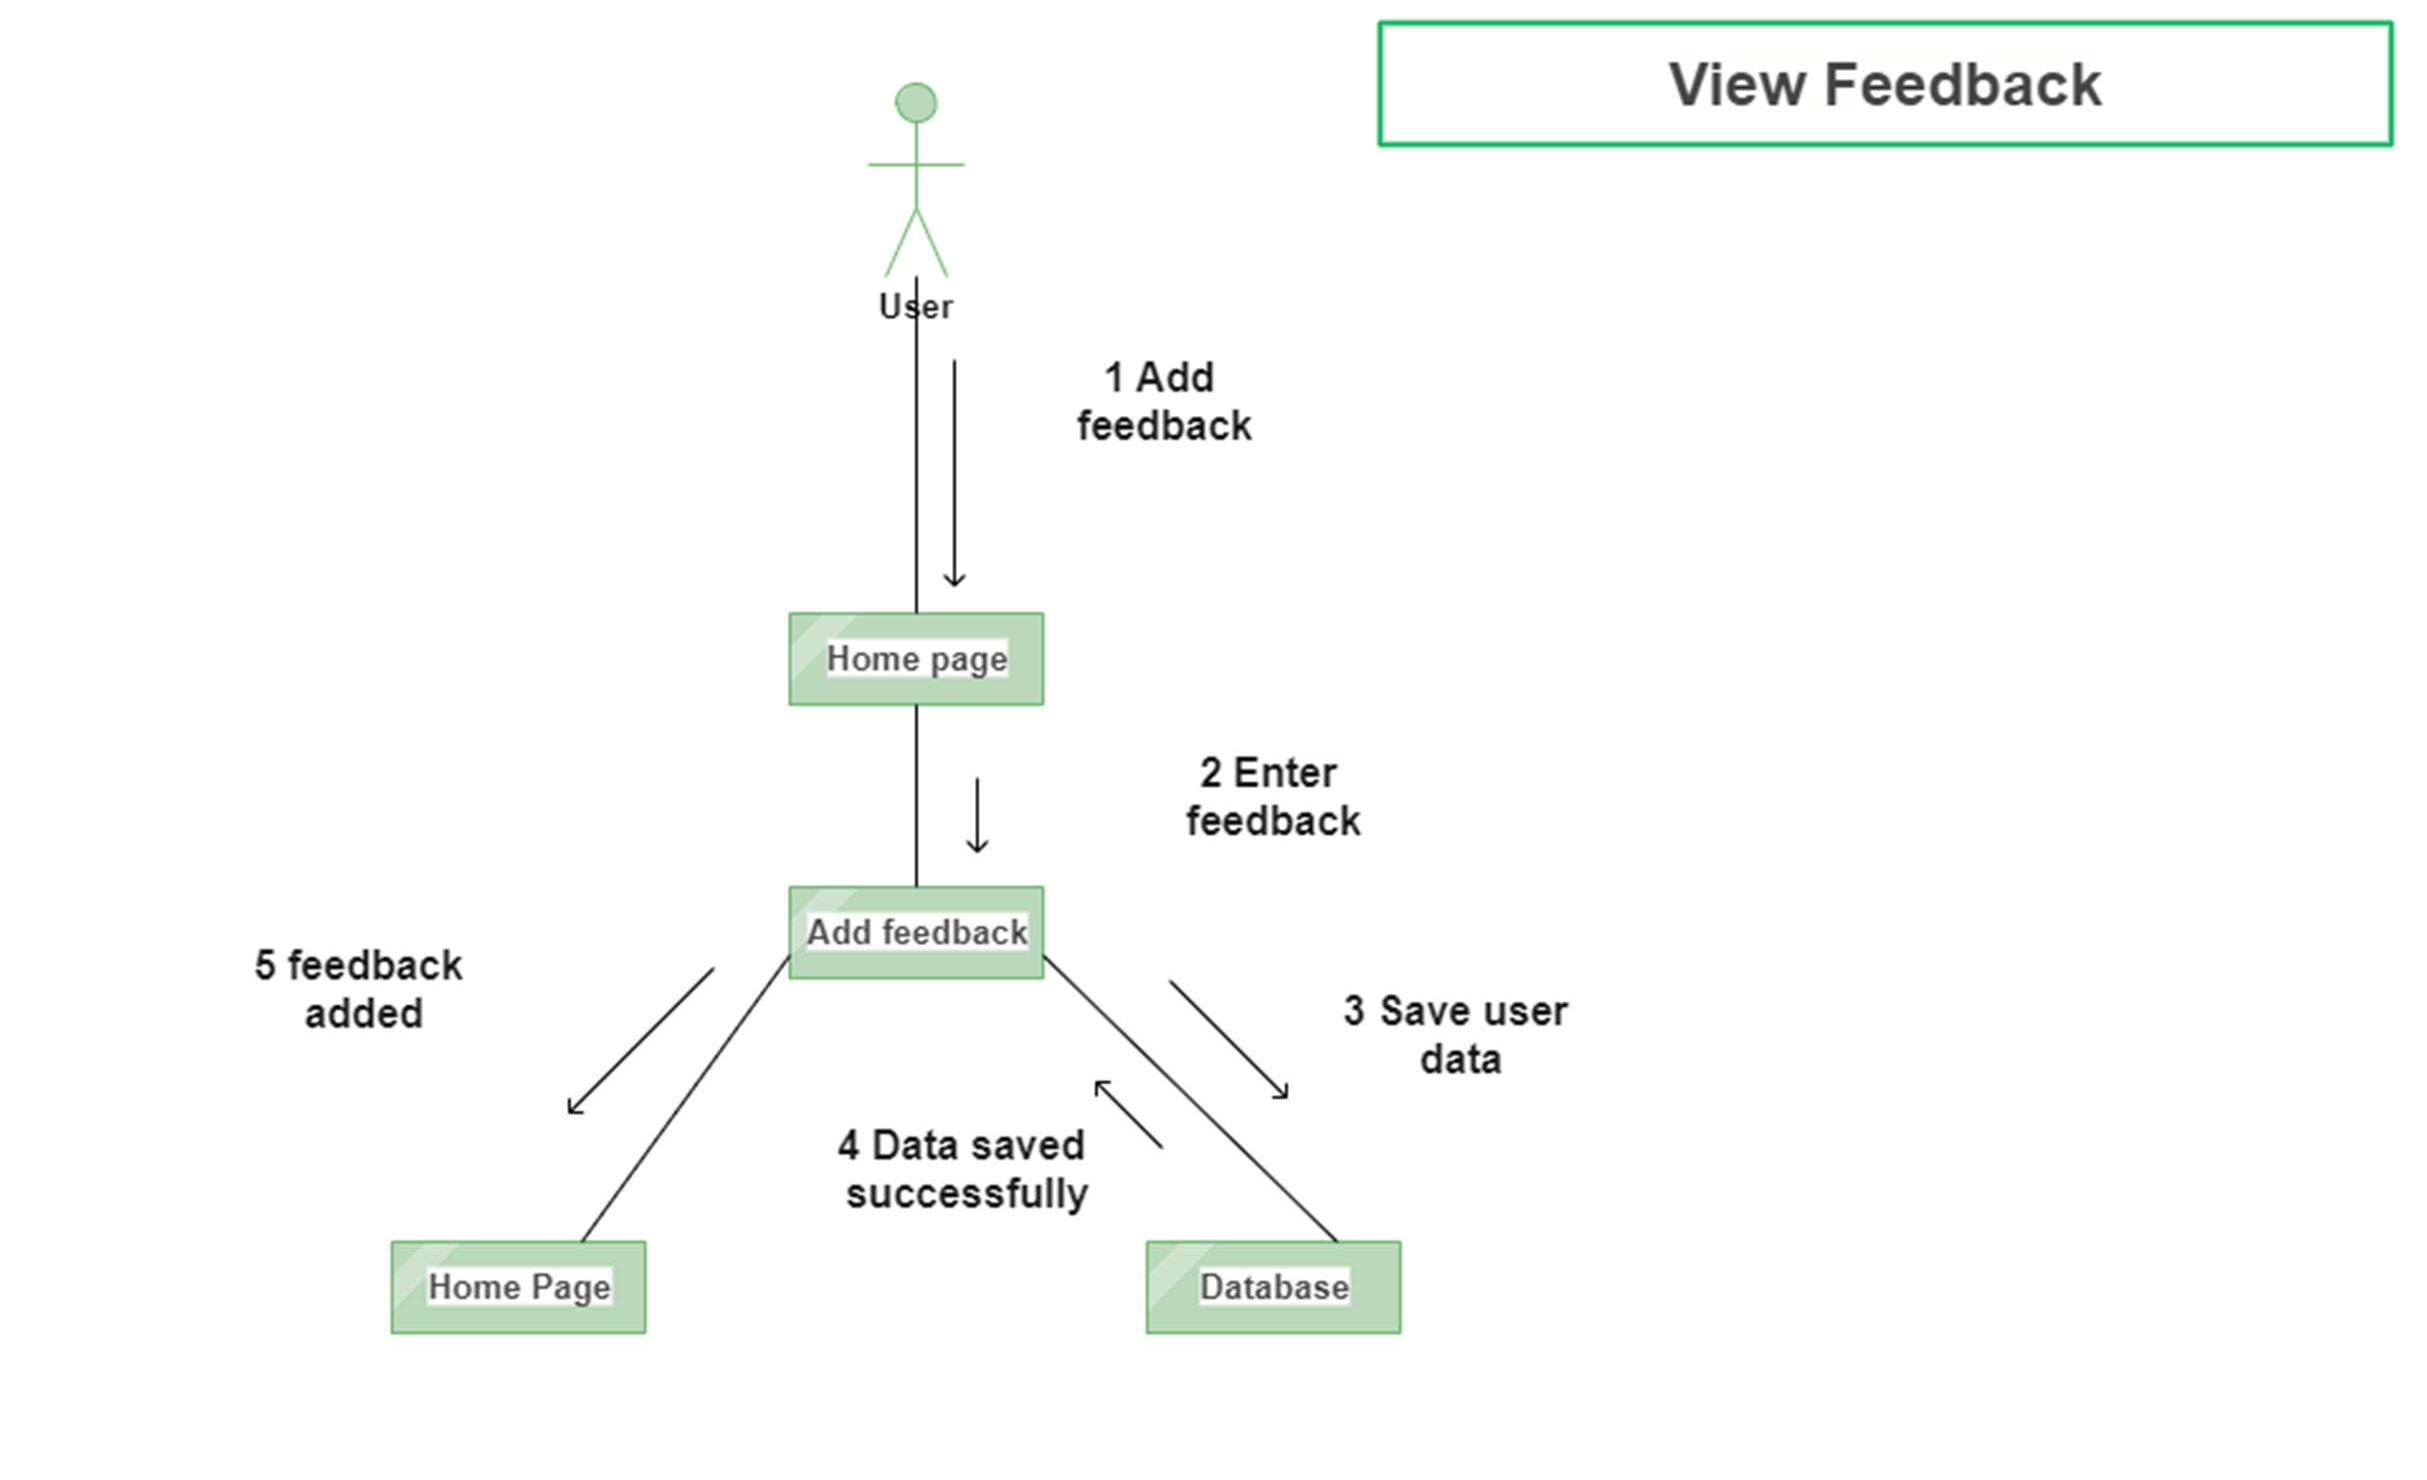 View Feedback
User
1 Add
feedback
Home page
2 Enter
feedback
Add feedback
5 feedback
added
3 Save user
data
4 Data saved
successfully
Home Page
Database